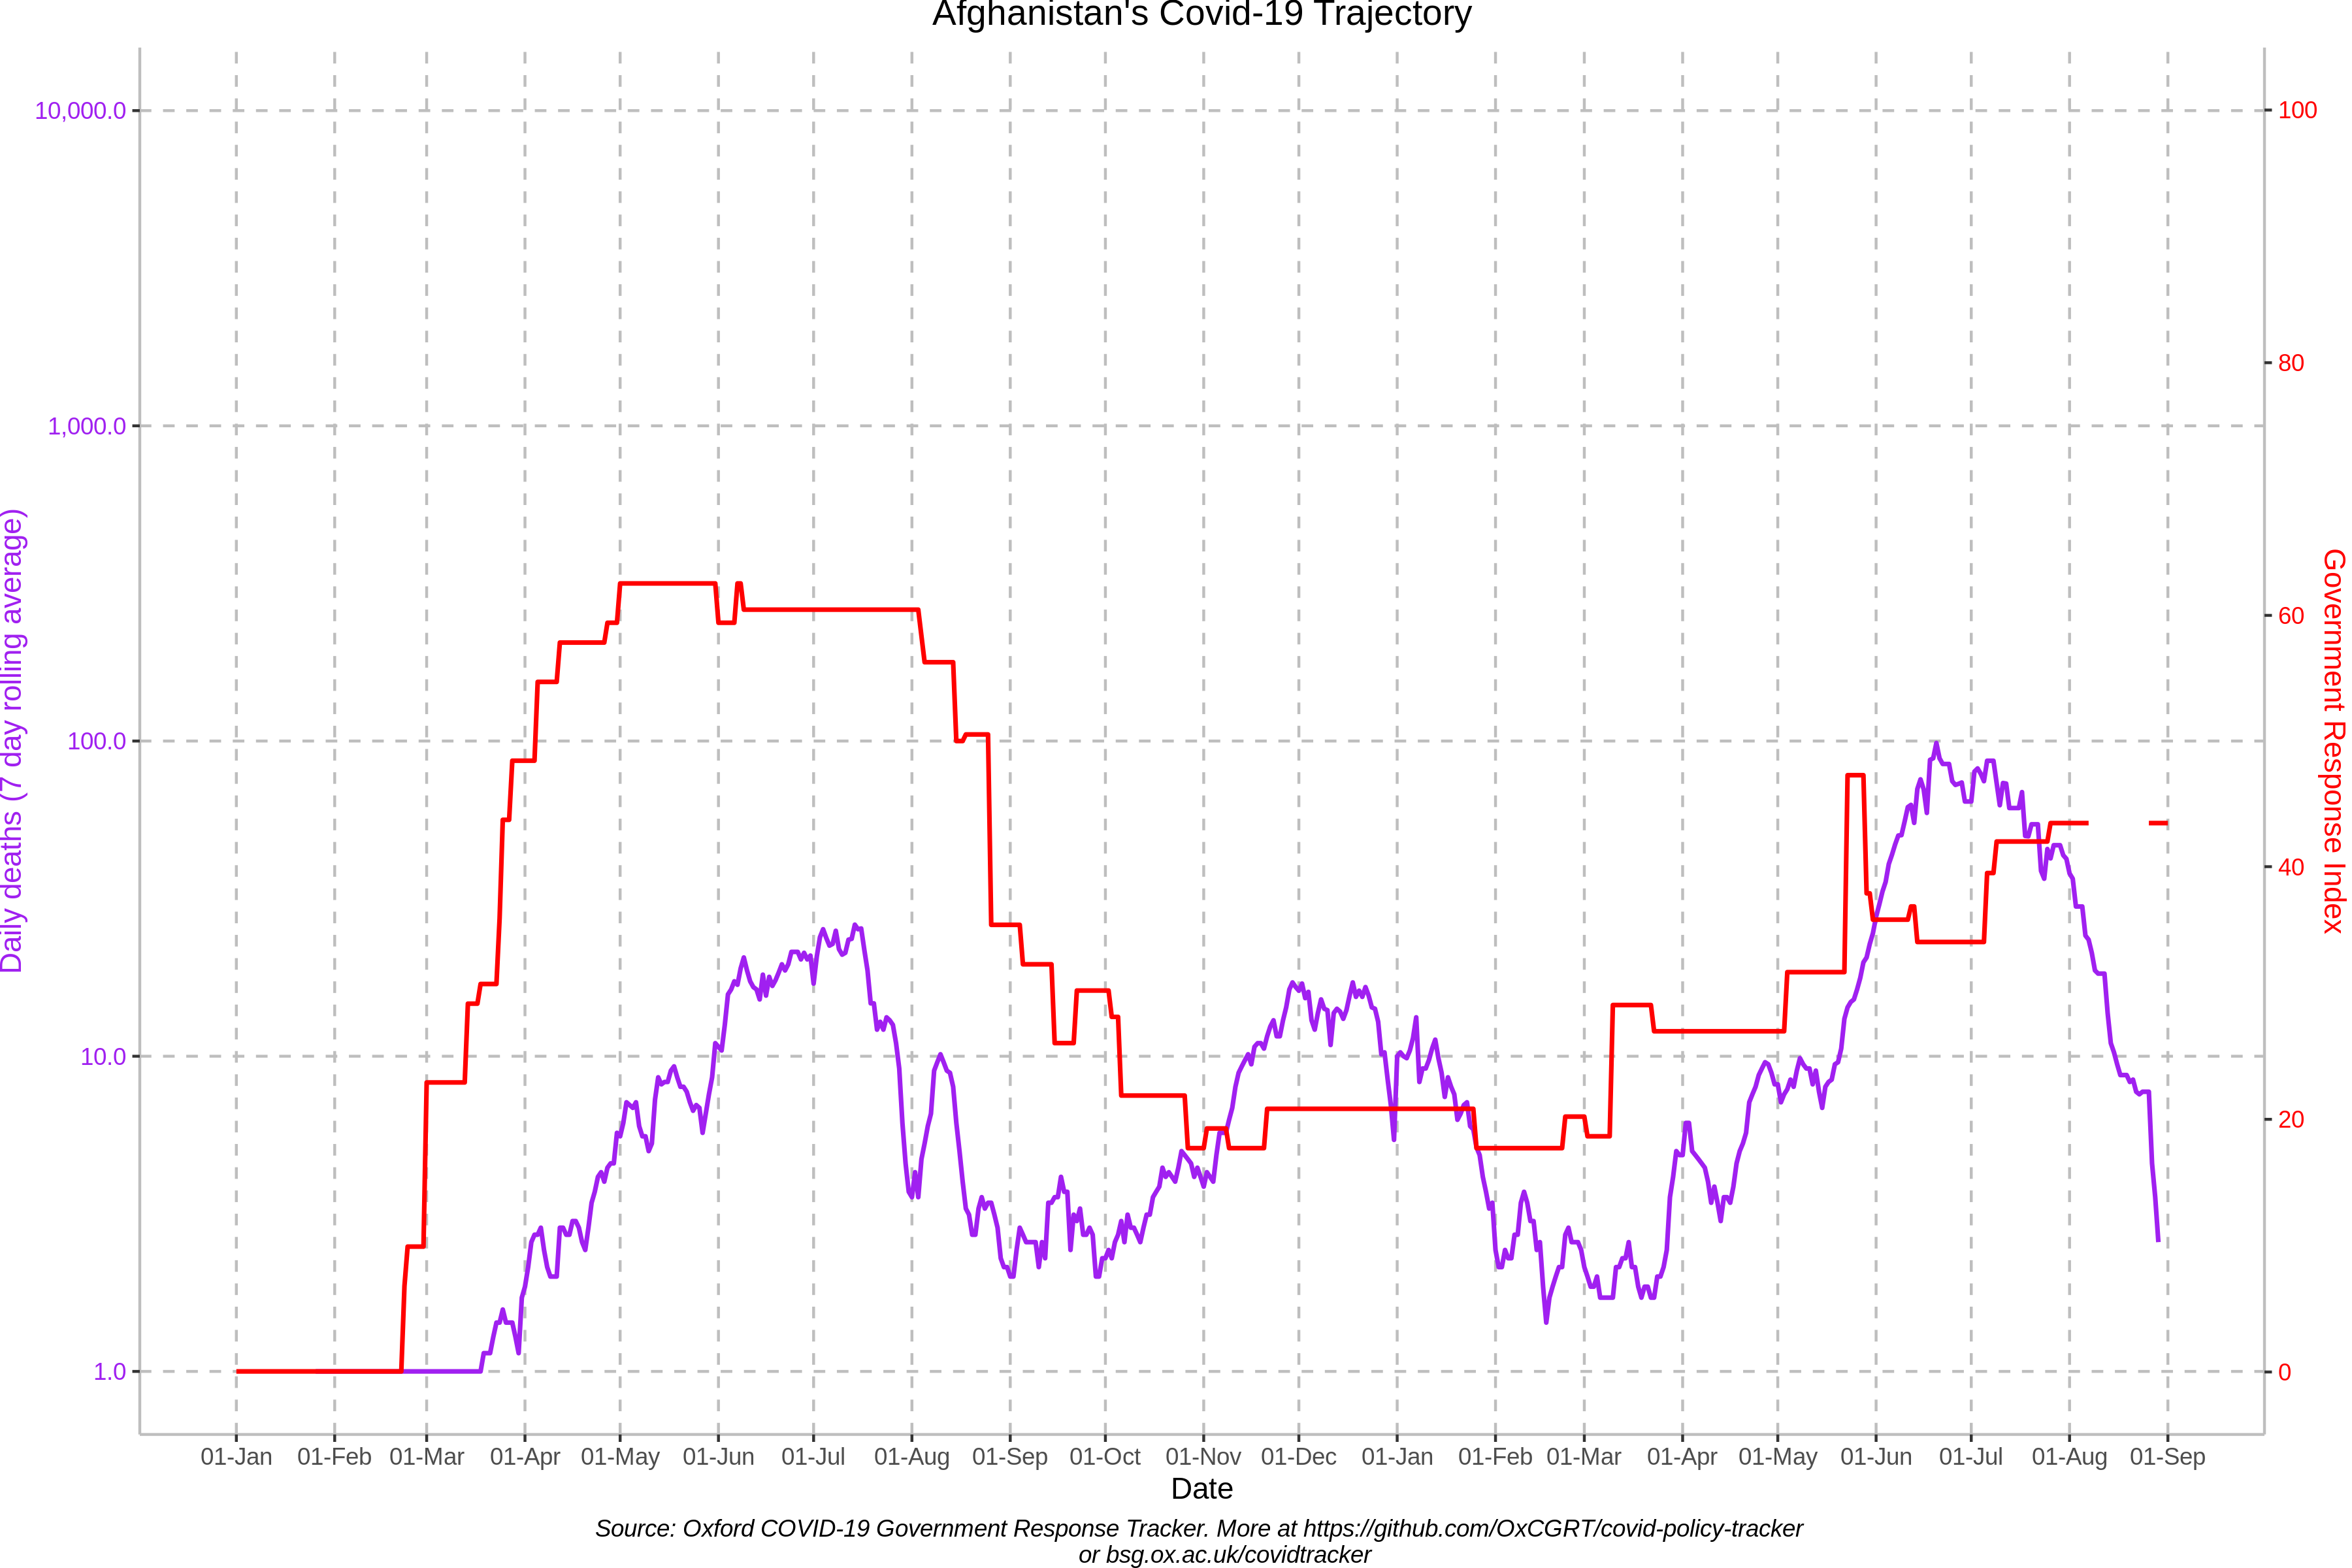 Afghanistan's Covid-19 Trajectory
10,000.0
1,000.0
100.0
10.0
1.0
Daily deaths (7 day rolling average)
100
80
60
40
20
0
Government Response Index
01-Jan 01-Feb 01-Mar 01-Apr 01-May 01-Jun 01-Jul 01-Aug 01-Sep 01-Oct 01-Nov 01-Dec 01-Jan 01-Feb 01-Mar 01-Apr 01-May 01-Jun 01-Jul 01-Aug 01-Sep
Date
Source: Oxford COVID-19 Government Response Tracker. More at https://github.com/OxCGRT/covid-policy-tracker
or bsg.ox.ac.uk/covidtracker